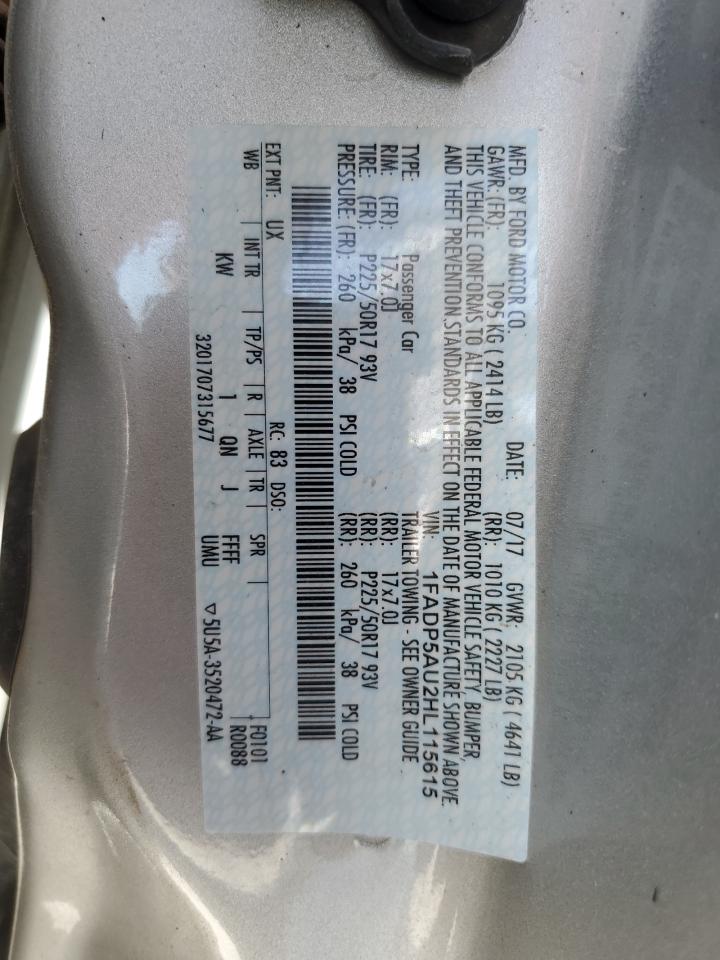 MFD. BY FORD MOTOR CO. DATE: 07/17 GVWR: 2105 KG ( 4641 LB)
GAWR: (FR): 1095 KG ( 2414 LB) (RR): 1010 KG ( 2227 LB)
THIS VEHICLE CONFORMS TO ALL APPLICABLE FEDERAL MOTOR VEHICLE SAFETY, BUMPER,
AND THEFT PREVENTION STANDARDS IN EFFECT ON THE DATE OF MANUFACTURE SHOWN ABOVE.
VIN: 1FADP5AU2HL115615
TYPE: Passenger Car TRAILER TOWING - SEE OWNER GUIDE
RIM: (FR): 17x7.0J (RR): 17x7.0J
TIRE: (FR): P225/50R17 93V (RR): P225/50R17 93V
PRESSURE: (FR): 260 kPa/ 38 PSI COLD (RR): 260 kPa/ 38 PSI COLD
EXT PNT: UX RC: 83 DSO: F0101
WB INT TR TP/PS R AXLE TR SPR R0088
KW 1 QN J FFFF
3201707315677 UMU ▽5U5A-3520472-AA